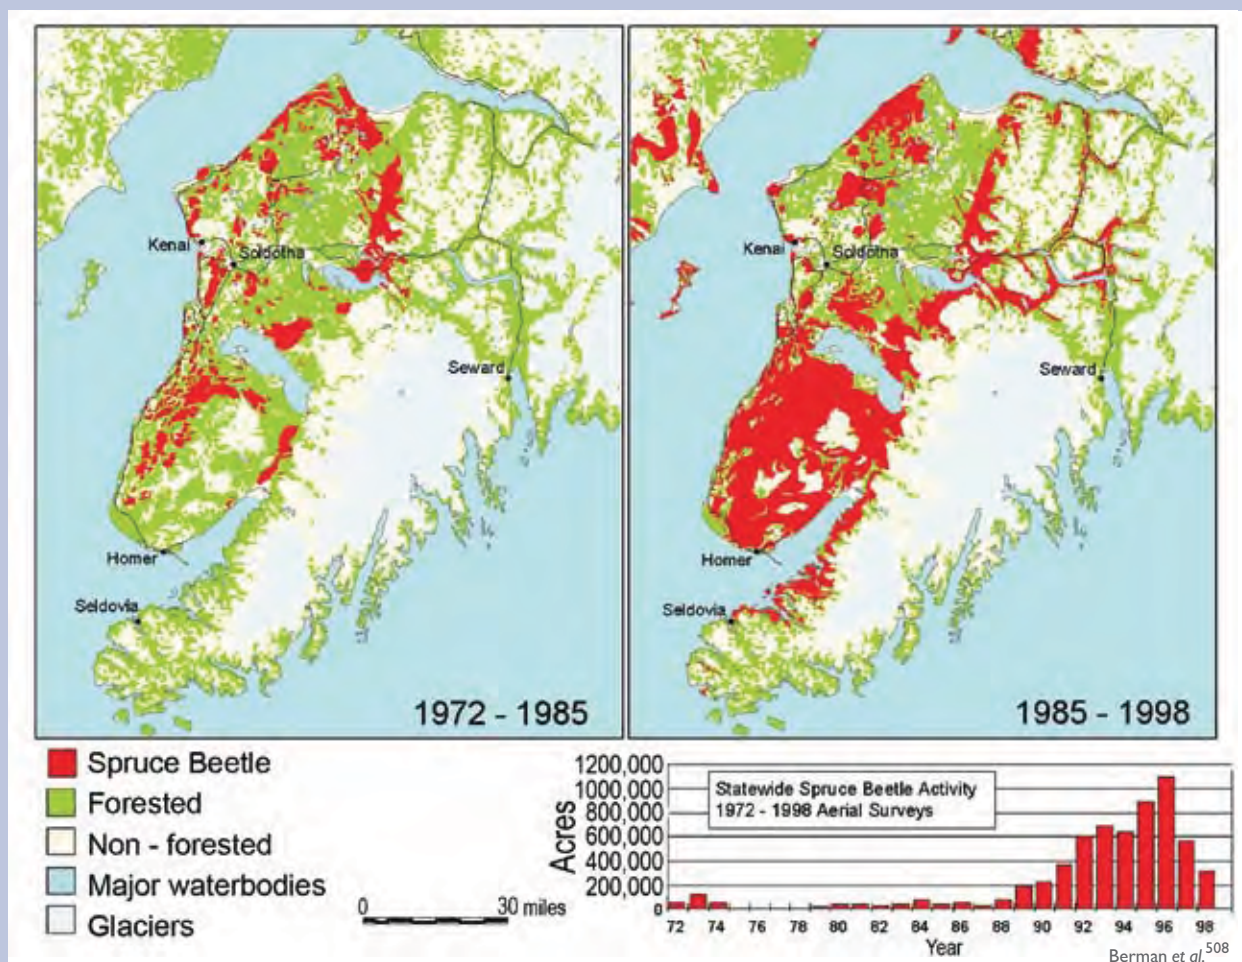 Kenai
Soldotna
Seward
Homer
Seldovia
1972 - 1985
Kenai
Soldotna
Seward
Homer
Seldovia
1985 - 1998
Spruce Beetle
Forested
Non - forested
Major waterbodies
Glaciers
0 30 miles
Statewide Spruce Beetle Activity
1972 - 1998 Aerial Surveys
Acres
1200,000
1000,000
800,000
600,000
400,000
200,000
0
72 74 76 78 80 82 84 86 88 90 92 94 96 98
Year
Berman et al.508